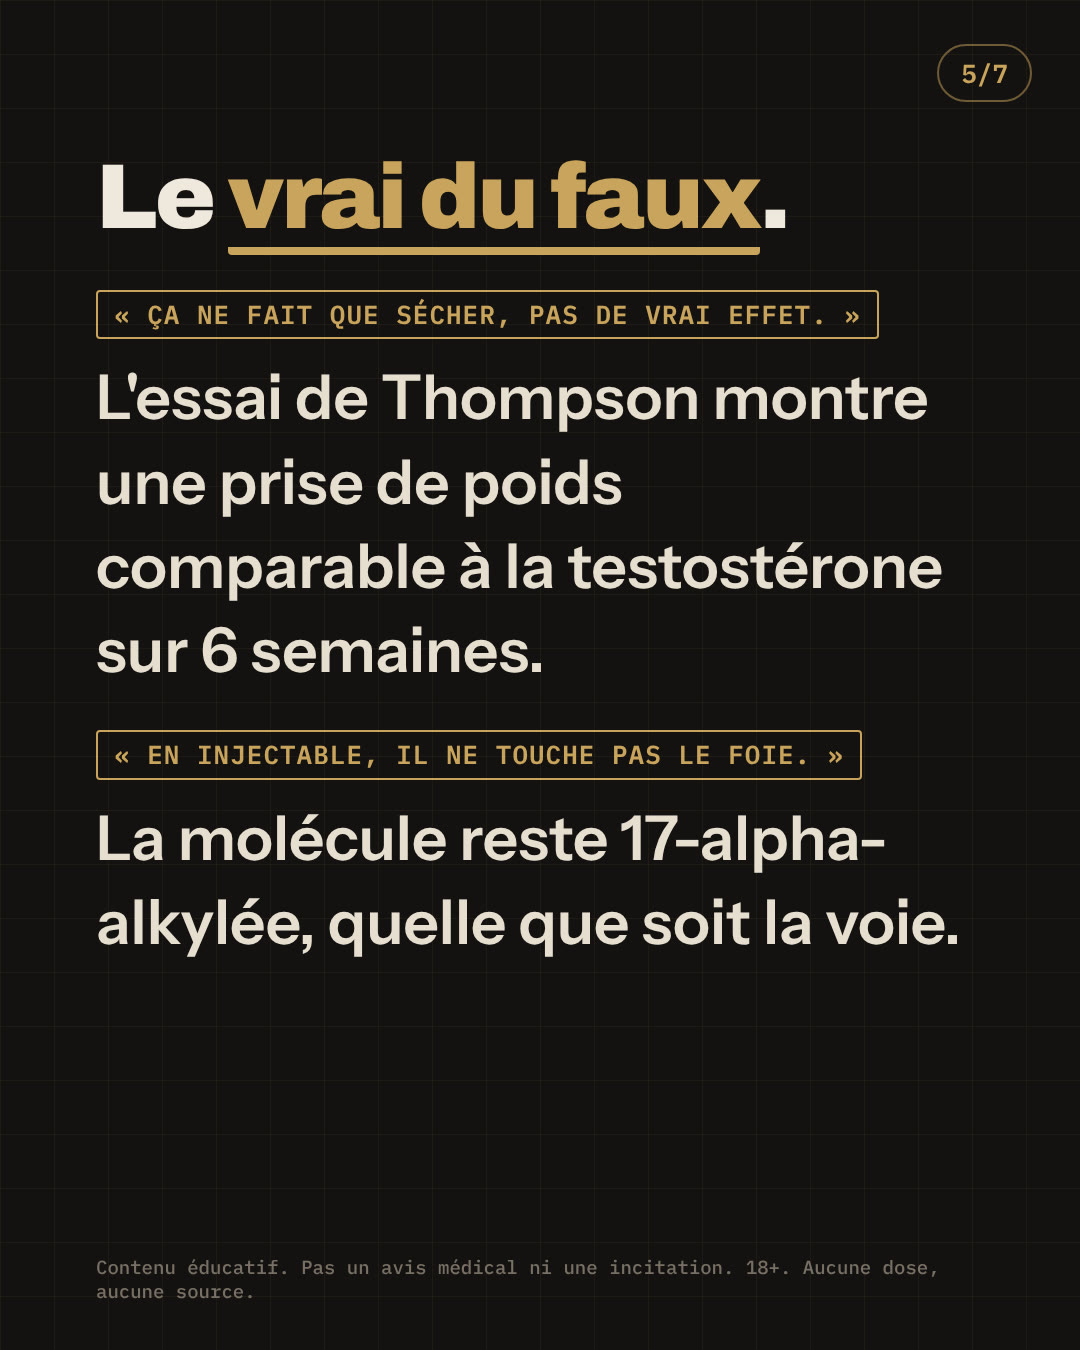 5/7
Le vrai du faux.
« ÇA NE FAIT QUE SÉCHER, PAS DE VRAI EFFET. »
L'essai de Thompson montre
une prise de poids
comparable à la testostérone
sur 6 semaines.
« EN INJECTABLE, IL NE TOUCHE PAS LE FOIE. »
La molécule reste 17-alpha-
alkylée, quelle que soit la voie.
Contenu éducatif. Pas un avis médical ni une incitation. 18+. Aucune dose,
aucune source.